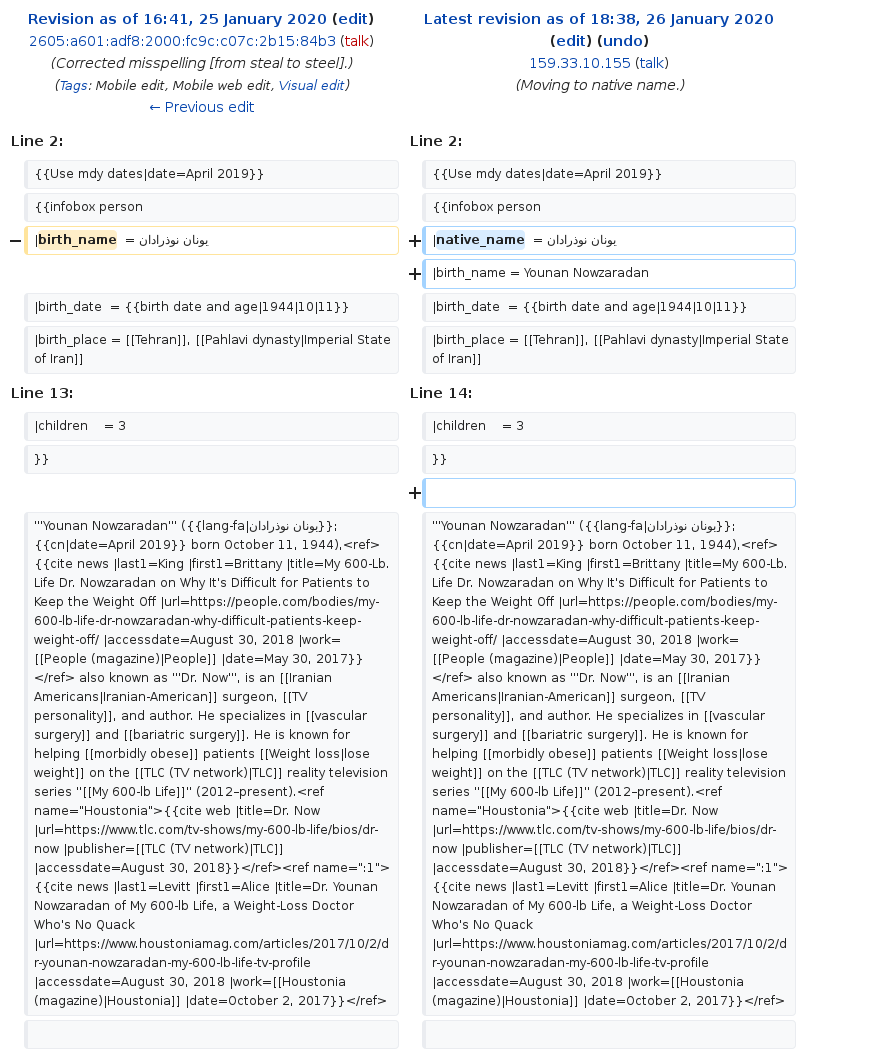 Revision as of 16:41, 25 January 2020 (edit)
2605:a601:adf8:2000:fc9c:c07c:2b15:84b3 (talk)
(Corrected misspelling [from steal to steel].)
(Tags: Mobile edit, Mobile web edit, Visual edit)
← Previous edit
Latest revision as of 18:38, 26 January 2020
(edit) (undo)
159.33.10.155 (talk)
(Moving to native name.)
Line 2:
Line 2:
{{Use mdy dates|date=April 2019}}
{{Use mdy dates|date=April 2019}}
{{infobox person
{{infobox person
− |birth_name = یونان نوذرادان
+ |native_name = یونان نوذرادان
+ |birth_name = Younan Nowzaradan
|birth_date = {{birth date and age|1944|10|11}}
|birth_date = {{birth date and age|1944|10|11}}
|birth_place = [[Tehran]], [[Pahlavi dynasty|Imperial State
of Iran]]
|birth_place = [[Tehran]], [[Pahlavi dynasty|Imperial State
of Iran]]
Line 13:
Line 14:
|children = 3
|children = 3
}}
}}
+
'''Younan Nowzaradan''' ({{lang-fa|یونان نوذرادان}};
{{cn|date=April 2019}} born October 11, 1944),<ref>
{{cite news |last1=King |first1=Brittany |title=My 600-Lb.
Life Dr. Nowzaradan on Why It's Difficult for Patients to
Keep the Weight Off |url=https://people.com/bodies/my-
600-lb-life-dr-nowzaradan-why-difficult-patients-keep-
weight-off/ |accessdate=August 30, 2018 |work=
[[People (magazine)|People]] |date=May 30, 2017}}
</ref> also known as '''Dr. Now''', is an [[Iranian
Americans|Iranian-American]] surgeon, [[TV
personality]], and author. He specializes in [[vascular
surgery]] and [[bariatric surgery]]. He is known for
helping [[morbidly obese]] patients [[Weight loss|lose
weight]] on the [[TLC (TV network)|TLC]] reality television
series ''[[My 600-lb Life]]'' (2012–present).<ref
name="Houstonia">{{cite web |title=Dr. Now
|url=https://www.tlc.com/tv-shows/my-600-lb-life/bios/dr-
now |publisher=[[TLC (TV network)|TLC]]
|accessdate=August 30, 2018}}</ref><ref name=":1">
{{cite news |last1=Levitt |first1=Alice |title=Dr. Younan
Nowzaradan of My 600-lb Life, a Weight-Loss Doctor
Who's No Quack
|url=https://www.houstoniamag.com/articles/2017/10/2/d
r-younan-nowzaradan-my-600-lb-life-tv-profile
|accessdate=August 30, 2018 |work=[[Houstonia
(magazine)|Houstonia]] |date=October 2, 2017}}</ref>
'''Younan Nowzaradan''' ({{lang-fa|یونان نوذرادان}};
{{cn|date=April 2019}} born October 11, 1944),<ref>
{{cite news |last1=King |first1=Brittany |title=My 600-Lb.
Life Dr. Nowzaradan on Why It's Difficult for Patients to
Keep the Weight Off |url=https://people.com/bodies/my-
600-lb-life-dr-nowzaradan-why-difficult-patients-keep-
weight-off/ |accessdate=August 30, 2018 |work=
[[People (magazine)|People]] |date=May 30, 2017}}
</ref> also known as '''Dr. Now''', is an [[Iranian
Americans|Iranian-American]] surgeon, [[TV
personality]], and author. He specializes in [[vascular
surgery]] and [[bariatric surgery]]. He is known for
helping [[morbidly obese]] patients [[Weight loss|lose
weight]] on the [[TLC (TV network)|TLC]] reality television
series ''[[My 600-lb Life]]'' (2012–present).<ref
name="Houstonia">{{cite web |title=Dr. Now
|url=https://www.tlc.com/tv-shows/my-600-lb-life/bios/dr-
now |publisher=[[TLC (TV network)|TLC]]
|accessdate=August 30, 2018}}</ref><ref name=":1">
{{cite news |last1=Levitt |first1=Alice |title=Dr. Younan
Nowzaradan of My 600-lb Life, a Weight-Loss Doctor
Who's No Quack
|url=https://www.houstoniamag.com/articles/2017/10/2/d
r-younan-nowzaradan-my-600-lb-life-tv-profile
|accessdate=August 30, 2018 |work=[[Houstonia
(magazine)|Houstonia]] |date=October 2, 2017}}</ref>